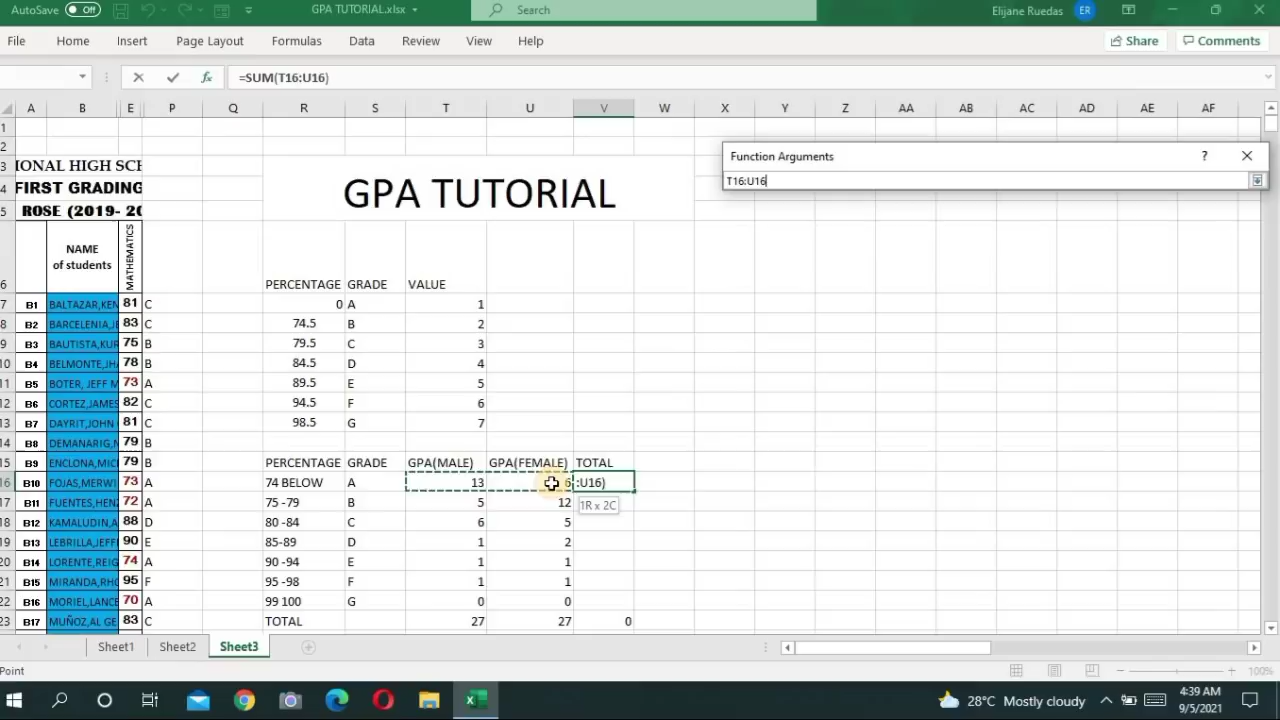 AutoSave Off GPA TUTORIAL.xlsx Search Elijane Ruedas ER
File Home Insert Page Layout Formulas Data Review View Help Share Comments
fx =SUM(T16:U16)
A B E P Q R S T U V W X Y Z AA AB AC AD AE AF
1
2
Function Arguments ?
3 IONAL HIGH SCH
T16:U16
4 FIRST GRADING
GPA TUTORIAL
5 ROSE (2019- 20
NAME
of students
MATHEMATICS
6 PERCENTAGE GRADE VALUE
7 B1 BALTAZAR,KEN 81 C 0 A 1
8 B2 BARCELENIA,JE 83 C 74.5 B 2
9 B3 BAUTISTA,KUR 75 B 79.5 C 3
10 B4 BELMONTE,JHA 78 B 84.5 D 4
11 B5 BOTER, JEFF M 73 A 89.5 E 5
12 B6 CORTEZ,JAMES 82 C 94.5 F 6
13 B7 DAYRIT,JOHN 81 C 98.5 G 7
14 B8 DEMANARIG,N 79 B
15 B9 ENCLONA,MIC 79 B PERCENTAGE GRADE GPA(MALE) GPA(FEMALE) TOTAL
16 B10 FOJAS,MERWI 73 A 74 BELOW A 13 6 :U16)
17 B11 FUENTES,HENZ 72 A 75 -79 B 5 12 1R x 2C
18 B12 KAMALUDIN,A 88 D 80 -84 C 6 5
19 B13 LEBRILLA,JEFF 90 E 85-89 D 1 2
20 B14 LORENTE,REIG 74 A 90 -94 E 1 1
21 B15 MIRANDA,RHO 95 F 95 -98 F 1 1
22 B16 MORIEL,LANCE 70 A 99 100 G 0 0
23 B17 MUÑOZ,AL GE 83 C TOTAL 27 27 0
Sheet1 Sheet2 Sheet3
Point 100%
28°C Mostly cloudy 4:39 AM
9/5/2021